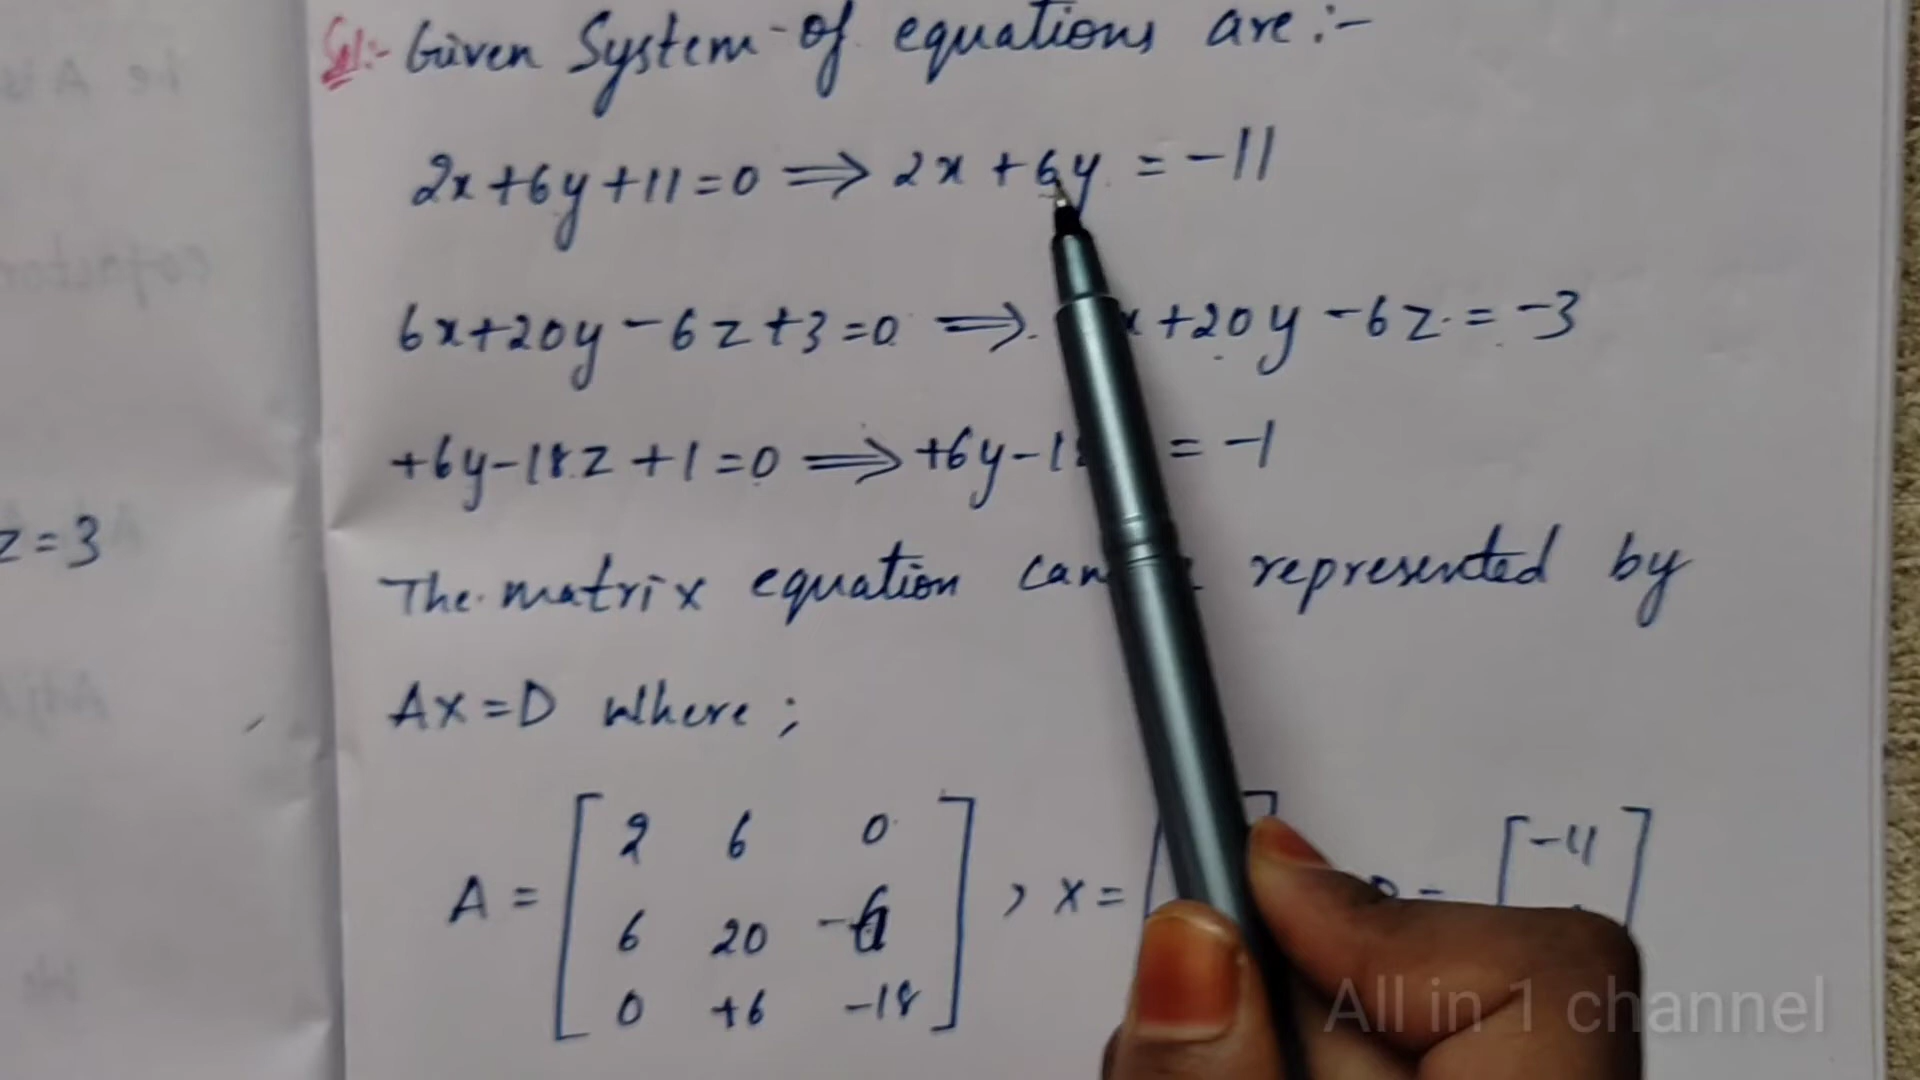 Sol:- Given System of equations are:-
2x+6y+11=0 ⟹ 2x+6y = -11
6x+20y-6z+3=0 ⟹ x+20y-6z = -3
+6y-18z+1=0 ⟹ +6y-18 = -1
z=3
The matrix equation can represented by
AX=D where;
A = [ 2 6 0 ] , X = [ ] = [ -11 ]
6 20 -6
0 +6 -18
All in 1 channel